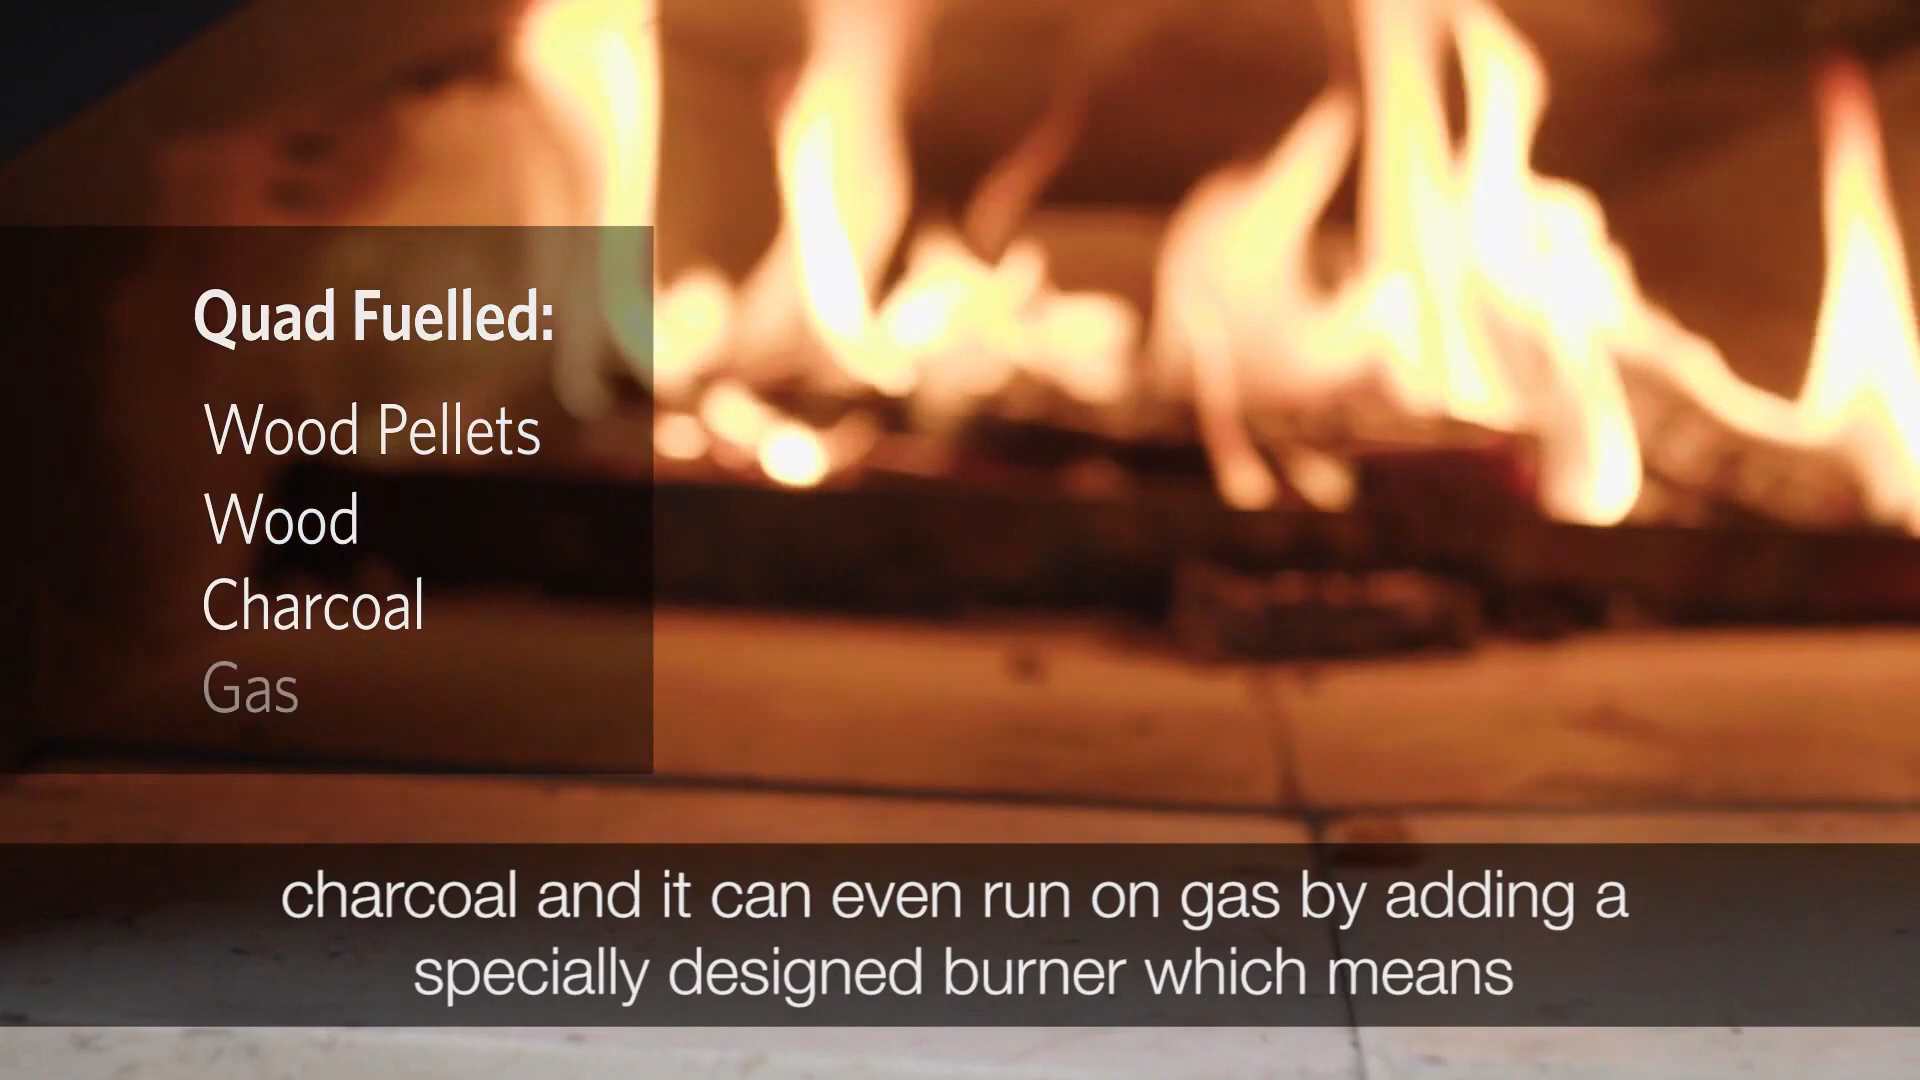 Quad Fuelled:
Wood Pellets
Wood
Charcoal
Gas
charcoal and it can even run on gas by adding a
specially designed burner which means